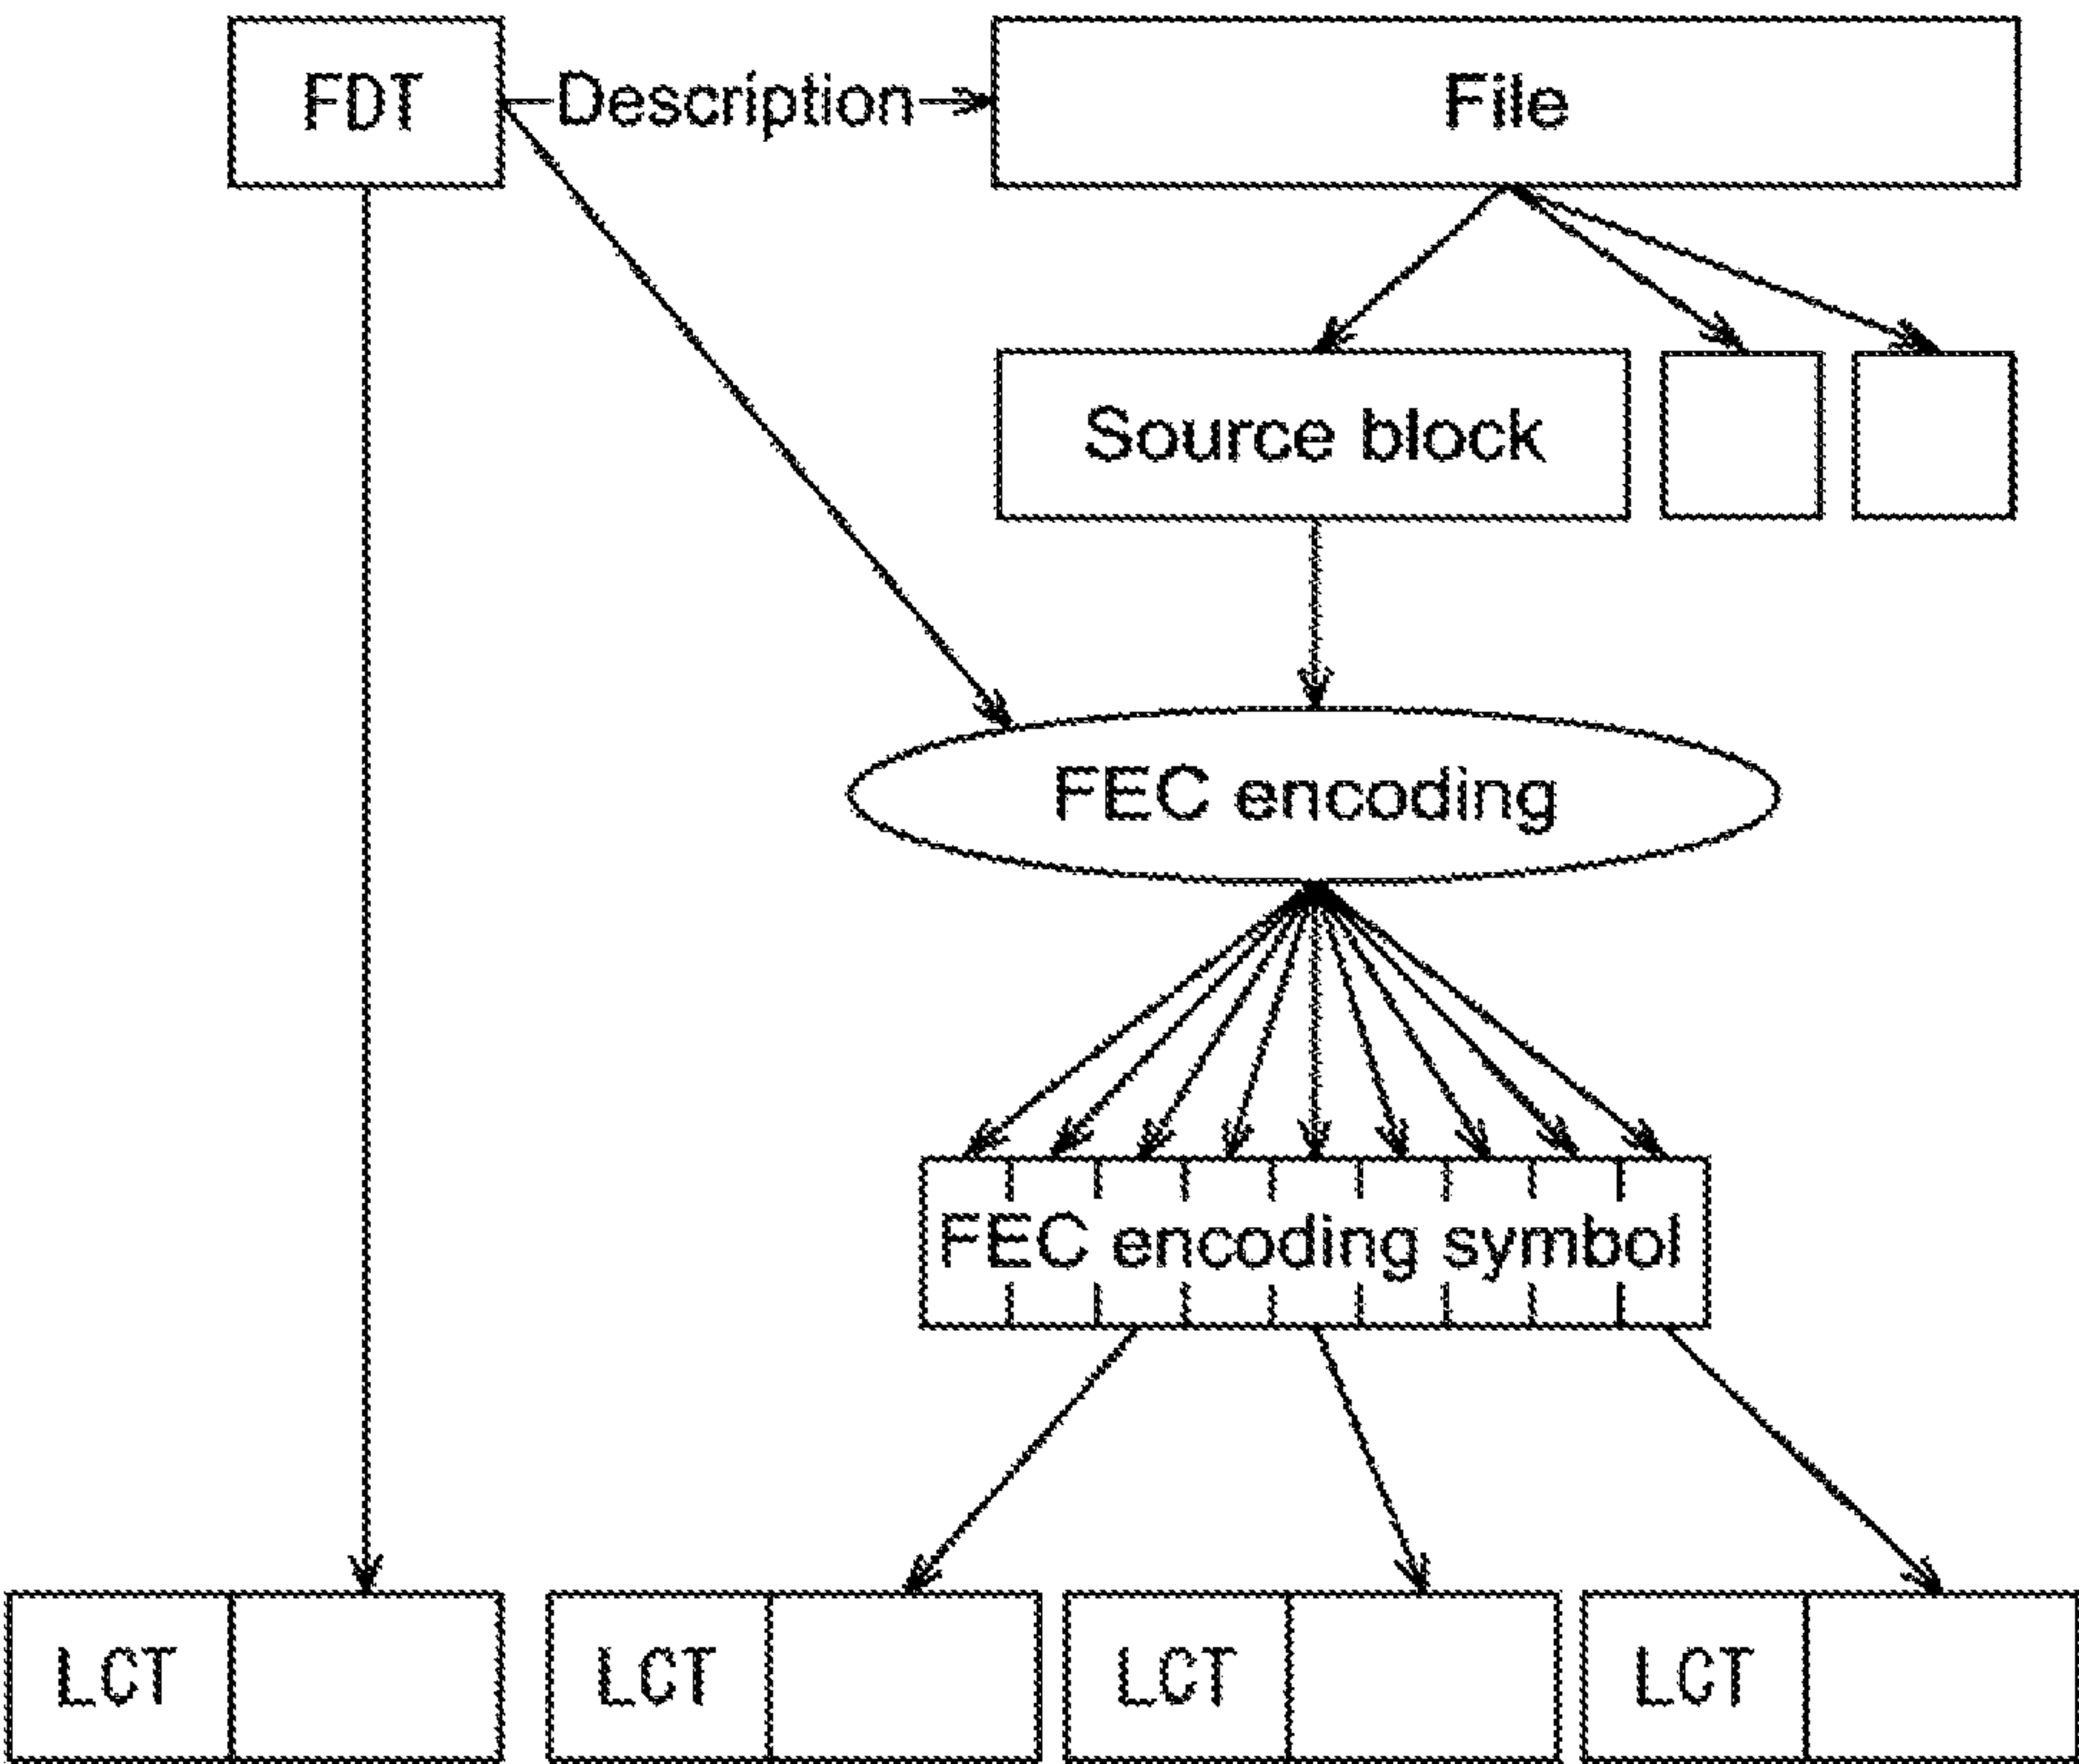 FDT
Description
File
Source block
FEC encoding
FEC encoding symbol
LCT
LCT
LCT
LCT